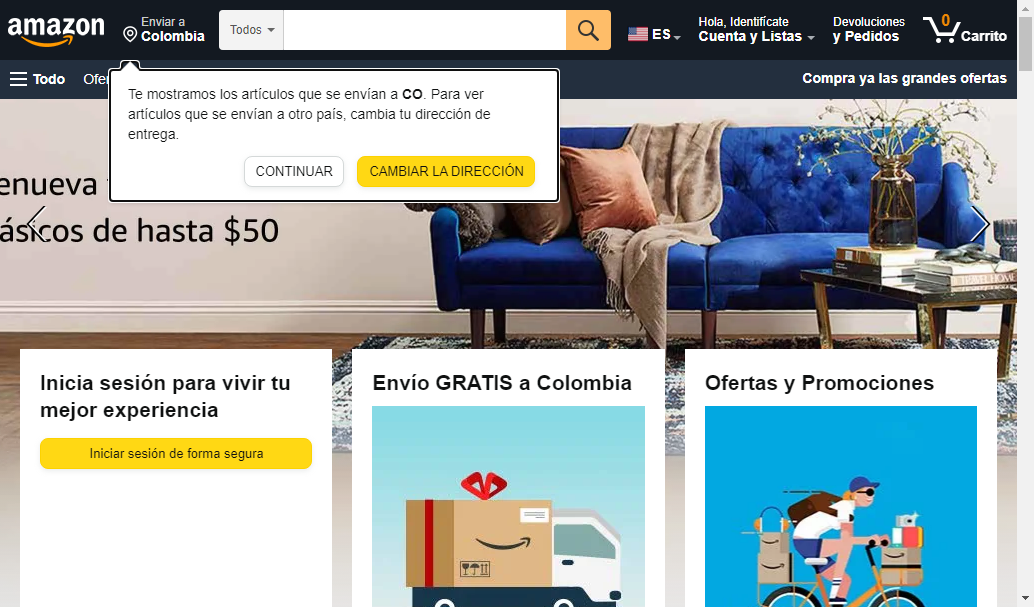 amazon
Enviar a
Colombia
Todos
ES
Hola, Identifícate
Cuenta y Listas
Devoluciones
y Pedidos
0
Carrito
Todo
Compra ya las grandes ofertas
Te mostramos los artículos que se envían a CO. Para ver
artículos que se envían a otro país, cambia tu dirección de
entrega.
CONTINUAR
CAMBIAR LA DIRECCIÓN
de hasta $50
Inicia sesión para vivir tu
mejor experiencia
Iniciar sesión de forma segura
Envío GRATIS a Colombia
Ofertas y Promociones